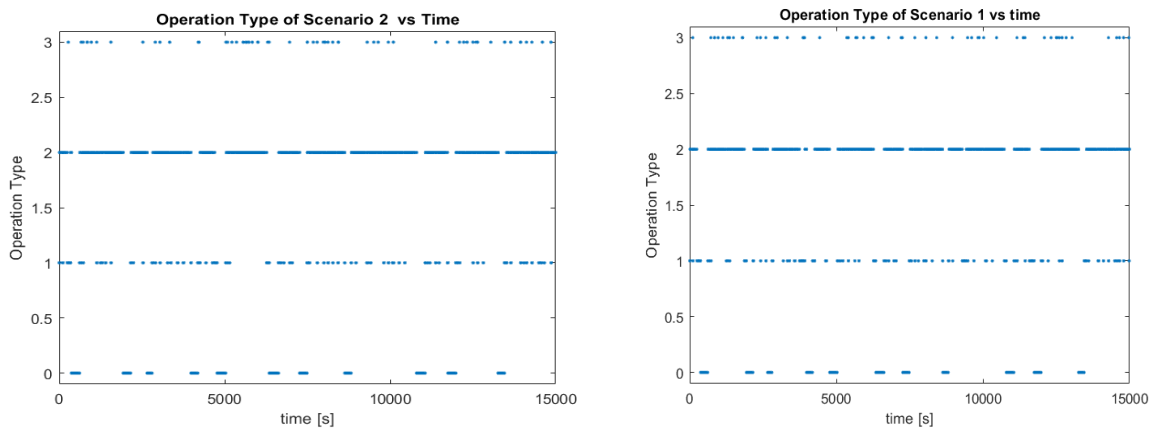 Operation Type of Scenario 2 vs Time
3
2.5
2
1.5
1
0.5
0
Operation Type
0 5000 10000 15000
time [s]
Operation Type of Scenario 1 vs time
3
2.5
2
1.5
1
0.5
0
Operation Type
0 5000 10000 15000
time [s]